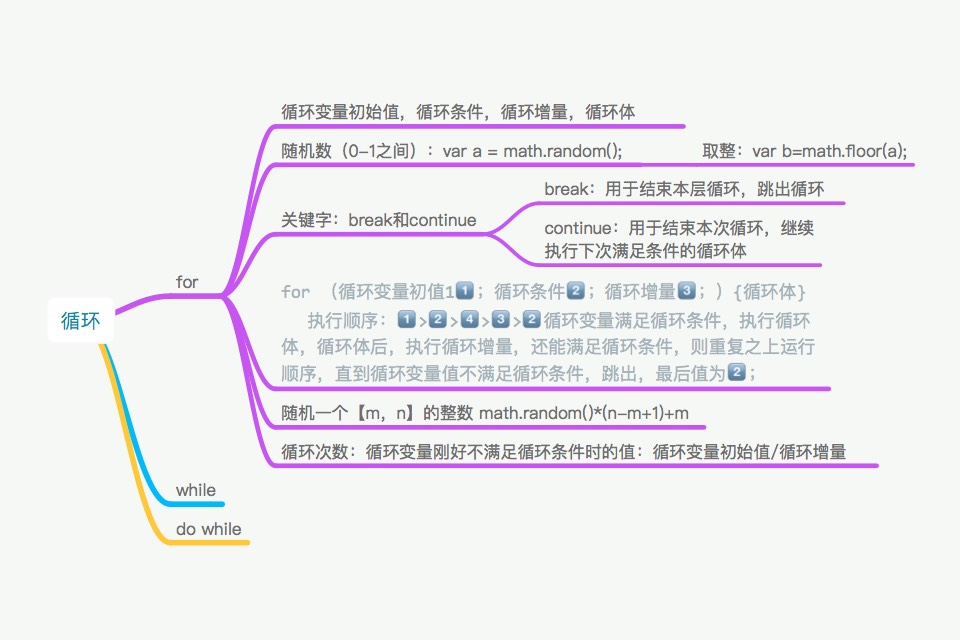 循环变量初始值，循环条件，循环增量，循环体
随机数（0-1之间）：var a = math.random();
取整：var b=math.floor(a);
break：用于结束本层循环，跳出循环
关键字：break和continue
continue：用于结束本次循环，继续
执行下次满足条件的循环体
for
for （循环变量初值11️⃣；循环条件2️⃣；循环增量3️⃣；）{循环体}
循环
执行顺序：1️⃣>2️⃣>4️⃣>3️⃣>2️⃣循环变量满足循环条件，执行循环
体，循环体后，执行循环增量，还能满足循环条件，则重复之上运行
顺序，直到循环变量值不满足循环条件，跳出，最后值为2️⃣；
随机一个【m，n】的整数 math.random()*(n-m+1)+m
循环次数：循环变量刚好不满足循环条件时的值：循环变量初始值/循环增量
while
do while